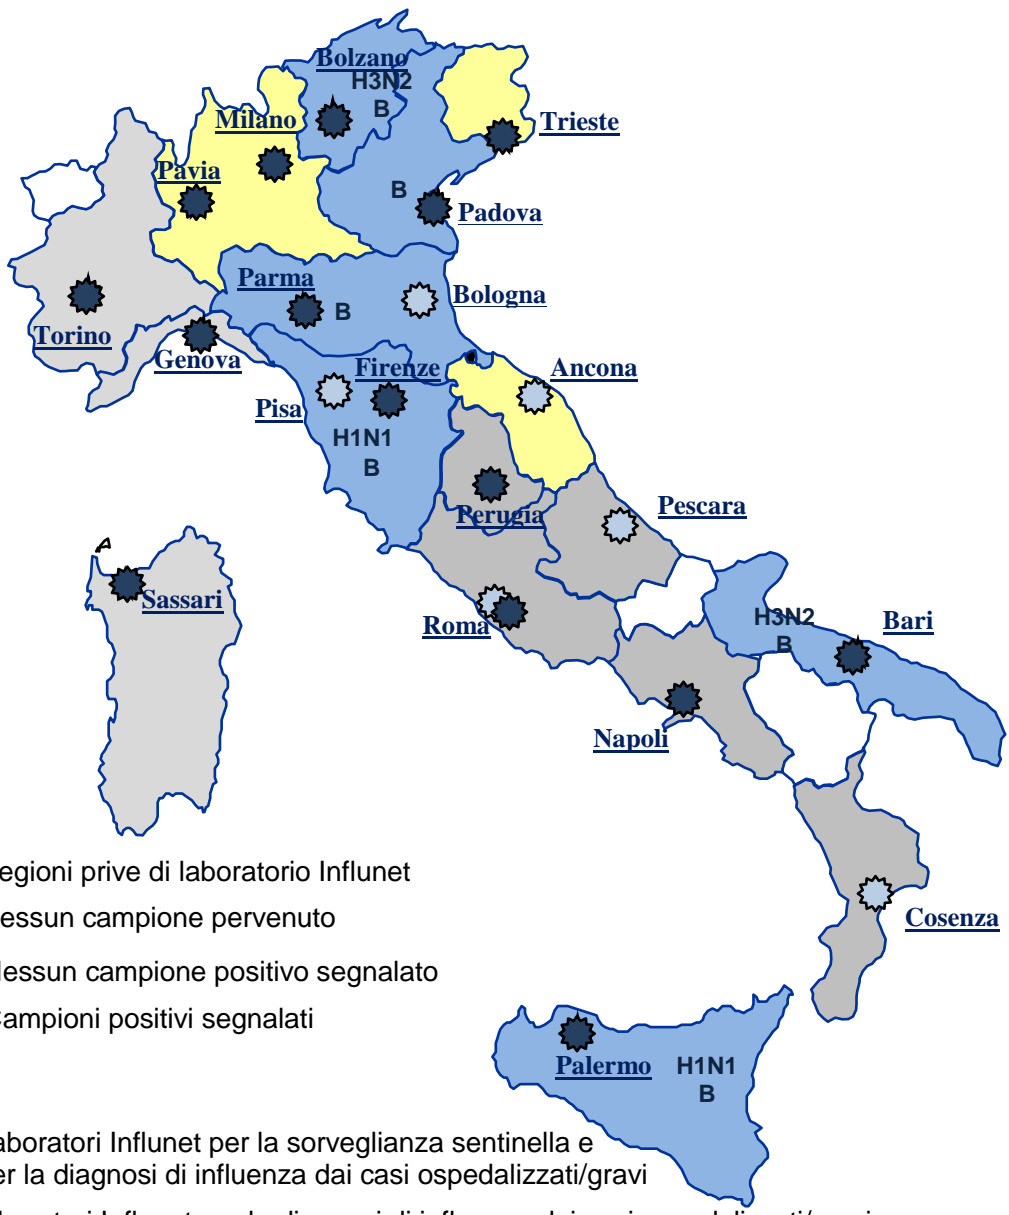 Bolzano
H3N2
B
Milano
Trieste
Pavia
B
Padova
Parma
B
Bologna
Torino
Genova
Firenze
Ancona
Pisa
H1N1
B
Perugia
Pescara
Sassari
Roma
H3N2
B
Bari
Napoli
egioni prive di laboratorio Influnet
essun campione pervenuto
essun campione positivo segnalato
ampioni positivi segnalati
Cosenza
Palermo
H1N1
B
aboratori Influnet per la sorveglianza sentinella e
er la diagnosi di influenza dai casi ospedalizzati/gravi